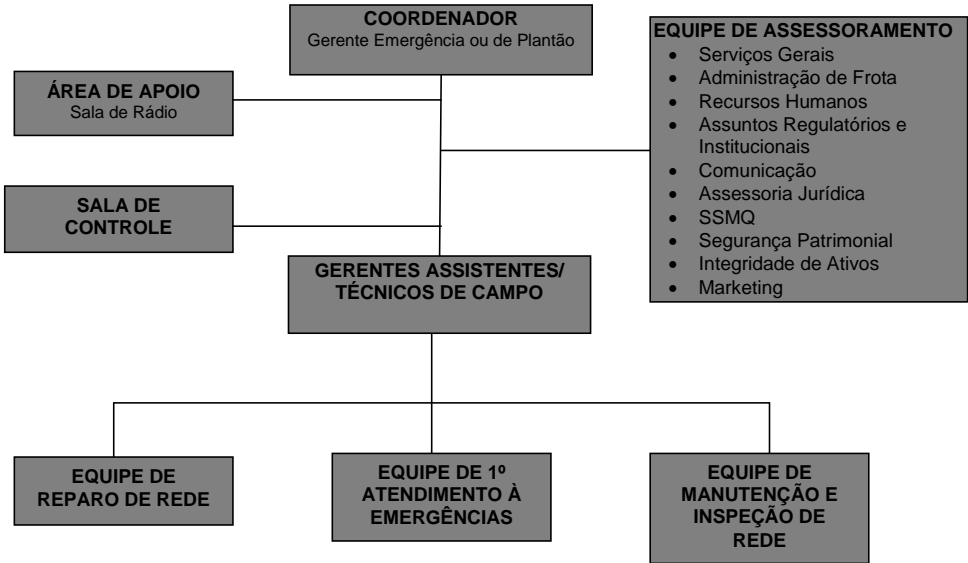 COORDENADOR
Gerente Emergência ou de Plantão
EQUIPE DE ASSESSORAMENTO
• Serviços Gerais
• Administração de Frota
• Recursos Humanos
• Assuntos Regulatórios e
Institucionais
• Comunicação
• Assessoria Jurídica
• SSMQ
• Segurança Patrimonial
• Integridade de Ativos
• Marketing
ÁREA DE APOIO
Sala de Rádio
SALA DE
CONTROLE
GERENTES ASSISTENTES/
TÉCNICOS DE CAMPO
EQUIPE DE
REPARO DE REDE
EQUIPE DE 1º
ATENDIMENTO À
EMERGÊNCIAS
EQUIPE DE
MANUTENÇÃO E
INSPEÇÃO DE
REDE